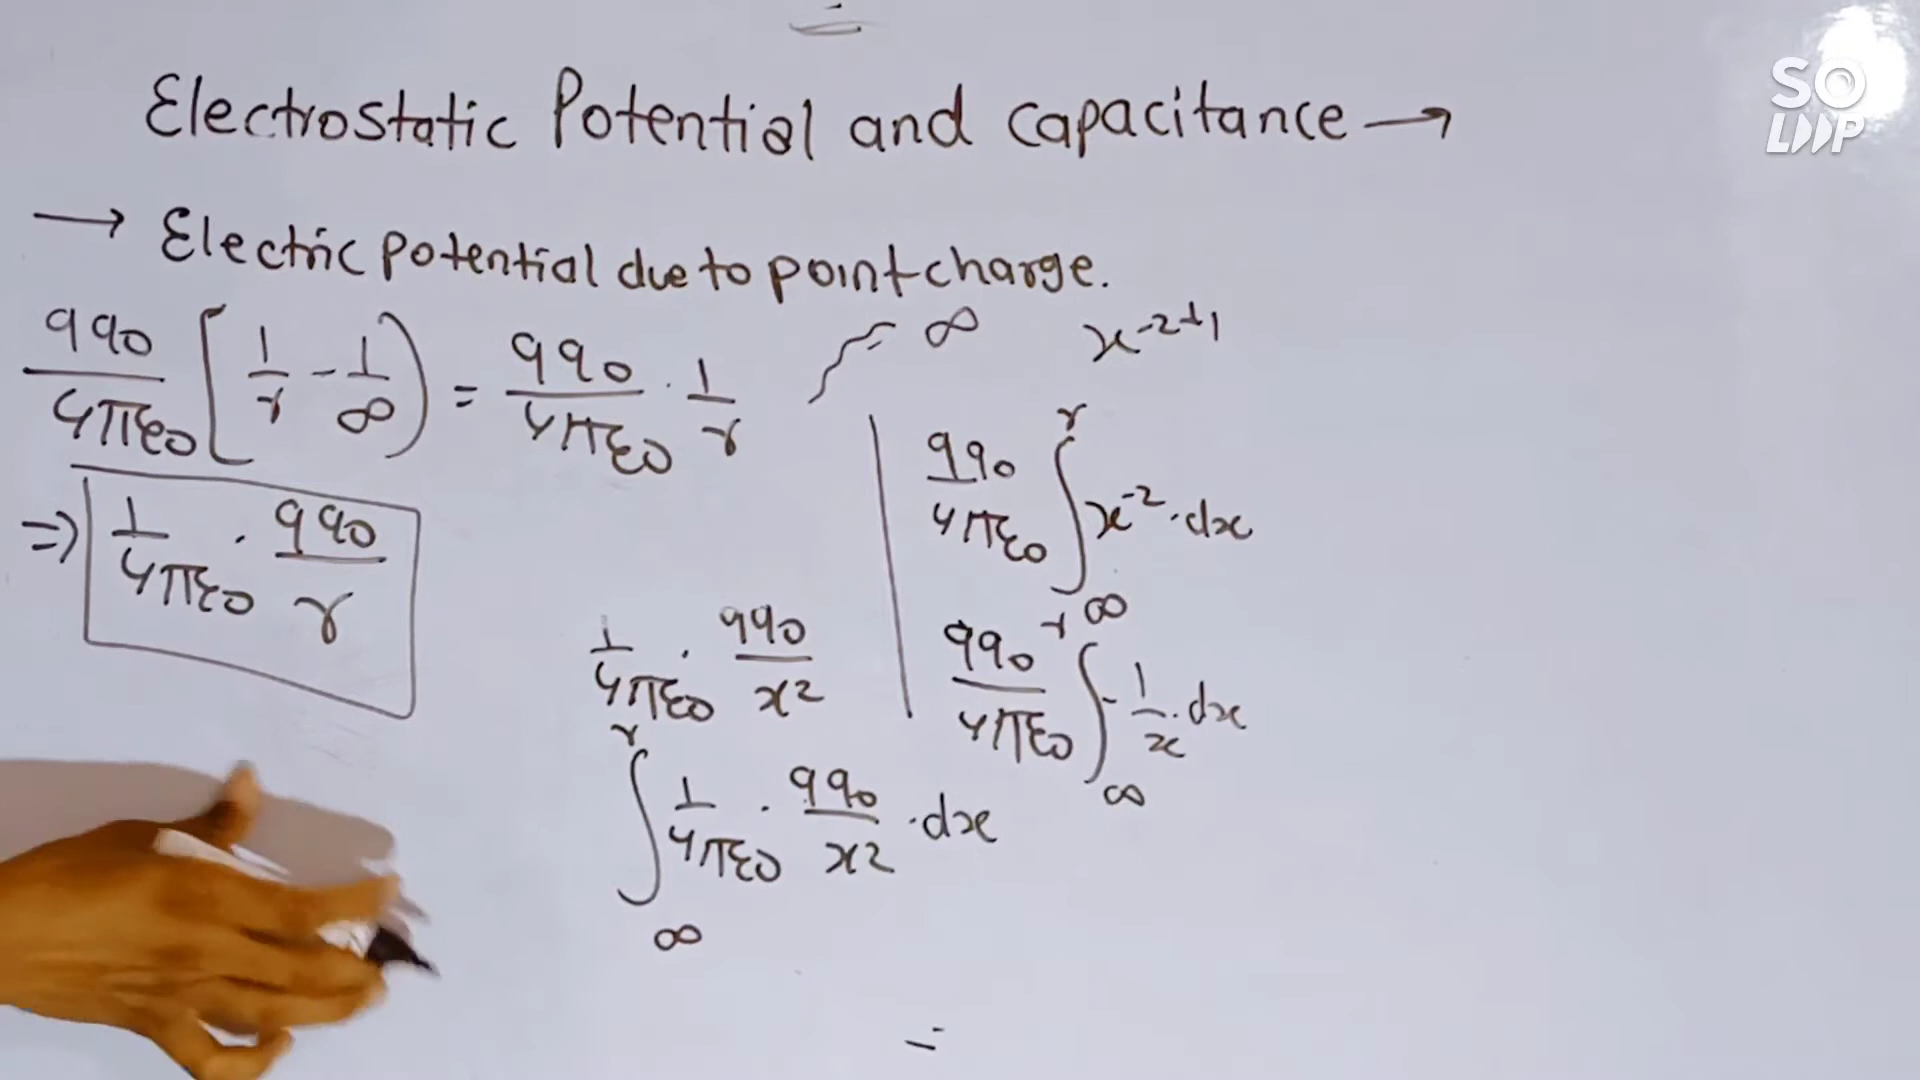 Electrostatic Potential and capacitance →
→ Electric potential due to point charge.
qq₀/4πε₀ [1/r - 1/∞) = qq₀/4πε₀ · 1/r
⇒ 1/4πε₀ · qq₀/r
∞
x⁻²⁺¹
qq₀/4πε₀ ∫_∞^r x⁻² · dx
1/4πε₀ · qq₀/x²
qq₀/4πε₀ ∫_∞^r - 1/x · dx
∫_∞^r 1/4πε₀ · qq₀/x² · dx
=
SO
LOOP